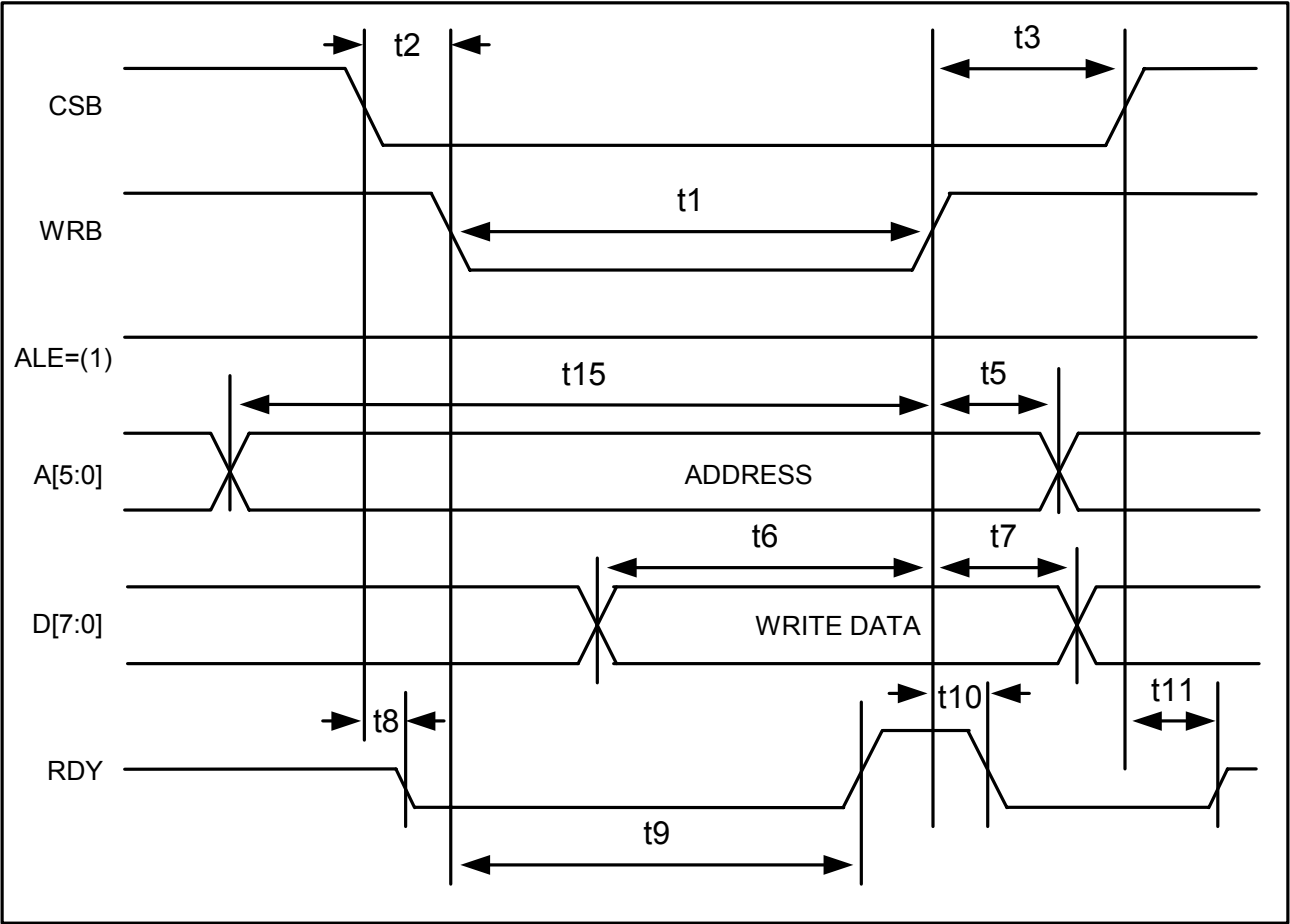 t2
t3
CSB
t1
WRB
ALE=(1)
t15
t5
A[5:0]
ADDRESS
t6
t7
D[7:0]
WRITE DATA
t8
t10
t11
RDY
t9